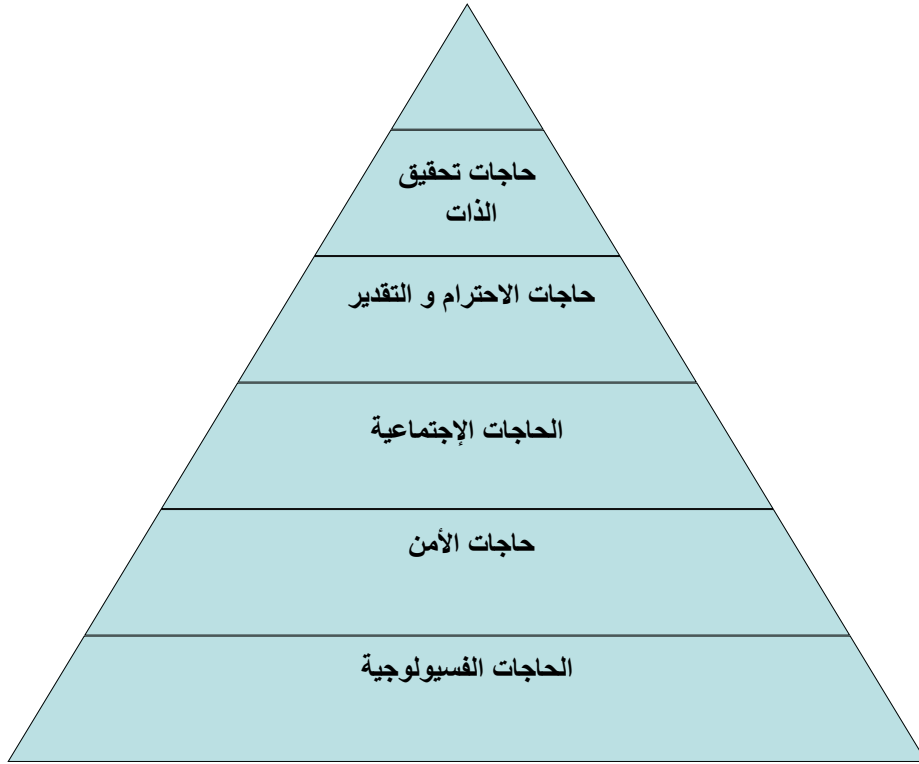 حاجات تحقيق
الذات
حاجات الاحترام و التقدير
الحاجات الإجتماعية
حاجات الأمن
الحاجات الفسيولوجية